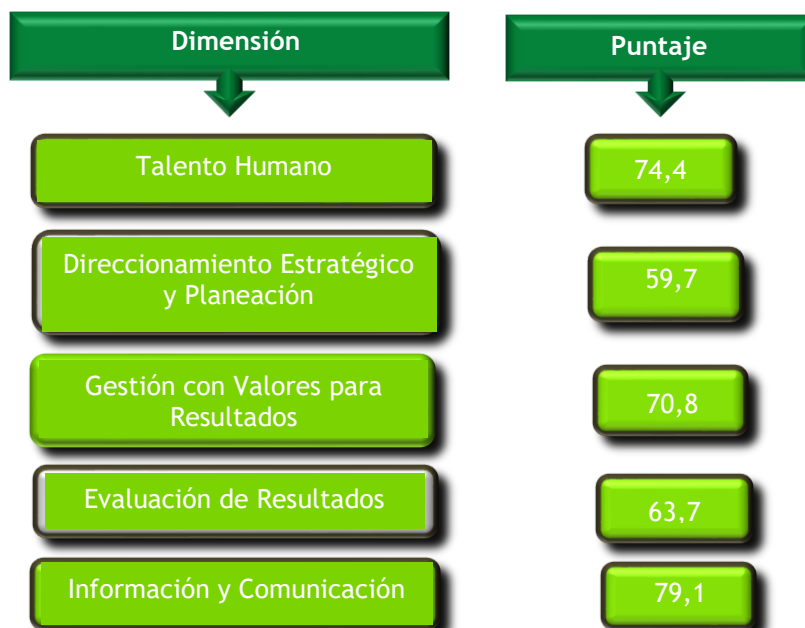 Dimensión
Puntaje
Talento Humano
74,4
Direccionamiento Estratégico
y Planeación
59,7
Gestión con Valores para
Resultados
70,8
Evaluación de Resultados
63,7
Información y Comunicación
79,1